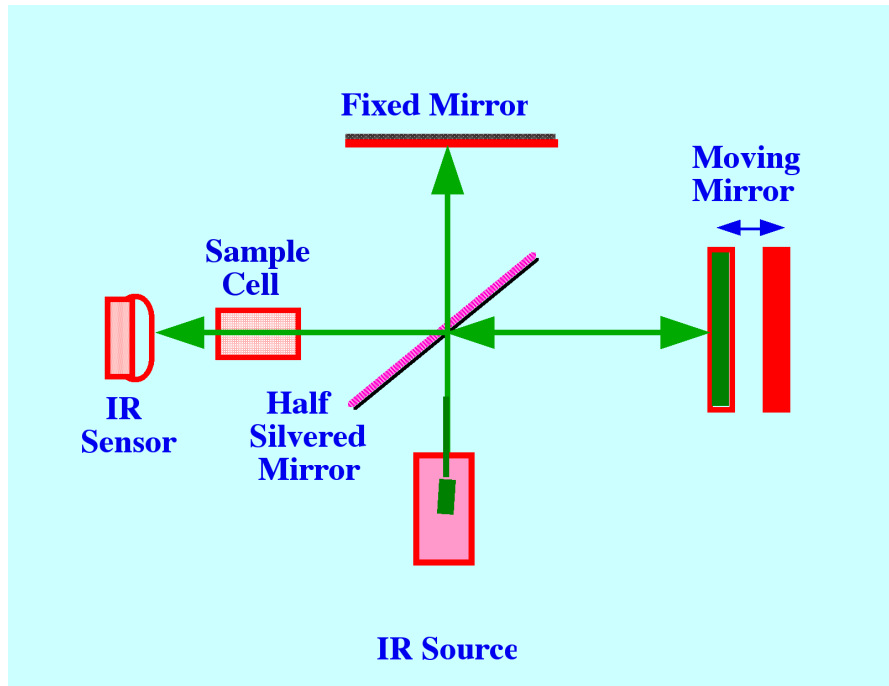 Fixed Mirror
Moving
Mirror
Sample
Cell
IR
Sensor
Half
Silvered
Mirror
IR Source